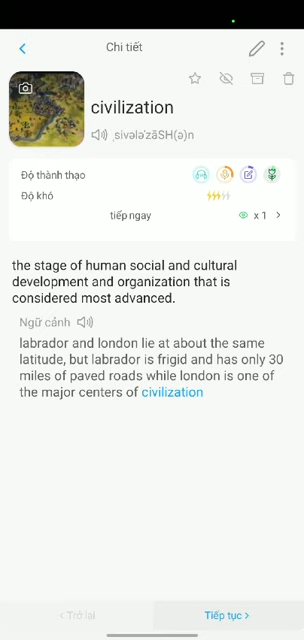 Chi tiết
civilization
ˌsivələˈzāSH(ə)n
Độ thành thạo
Độ khó
tiếp ngay
x 1
the stage of human social and cultural
development and organization that is
considered most advanced.
Ngữ cảnh
labrador and london lie at about the same
latitude, but labrador is frigid and has only 30
miles of paved roads while london is one of
the major centers of civilization
< Trở lại
Tiếp tục >